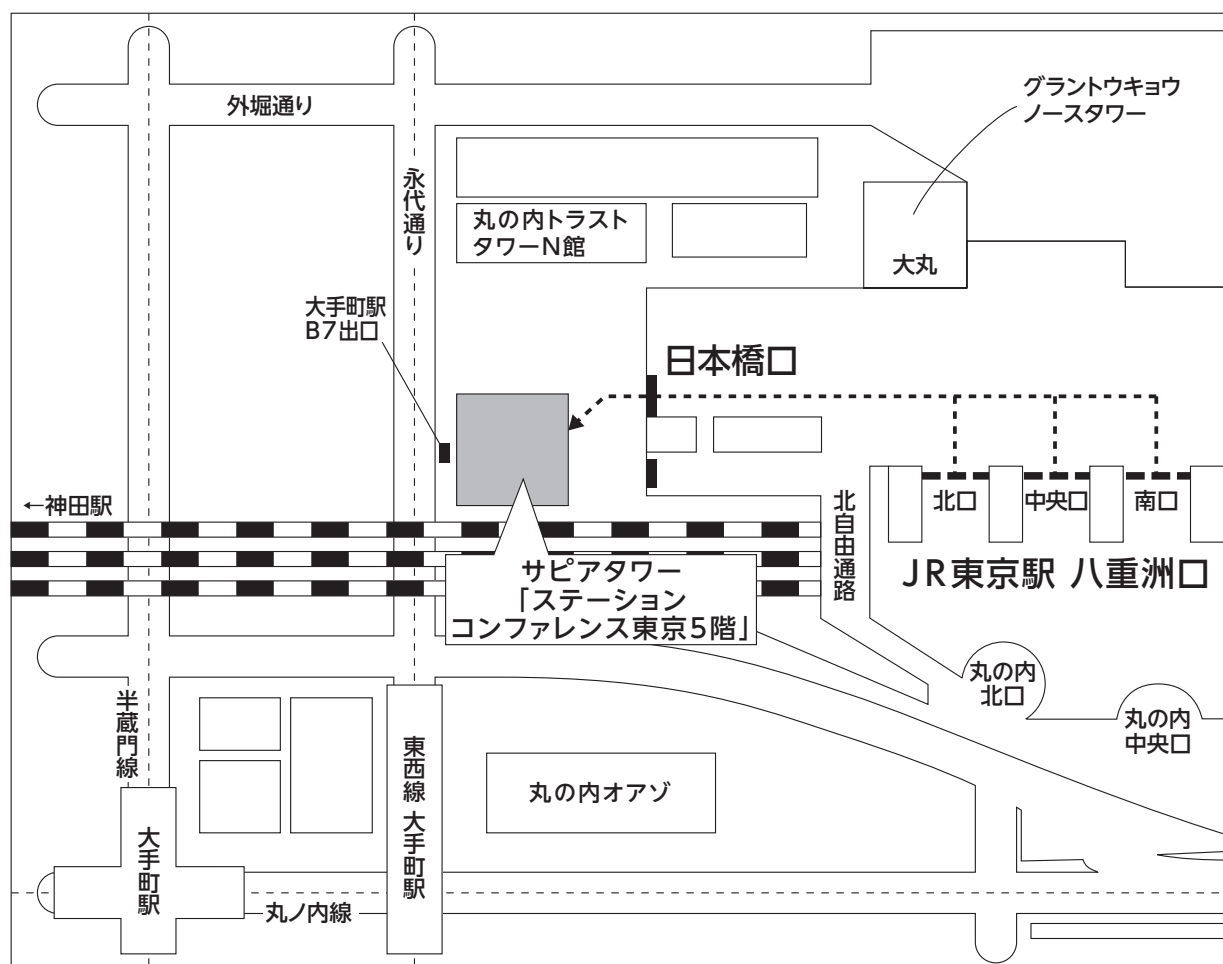 外堀通り
グラントウキョウ
ノースタワー
永代通り
丸の内トラスト
タワーN館
大丸
大手町駅
B7出口
日本橋口
←神田駅
北自由通路
北口
中央口
南口
JR東京駅 八重洲口
サピアタワー
「ステーション
コンファレンス東京5階」
丸の内
北口
丸の内
中央口
半蔵門線
東西線 大手町駅
丸の内オアゾ
大手町駅
丸ノ内線